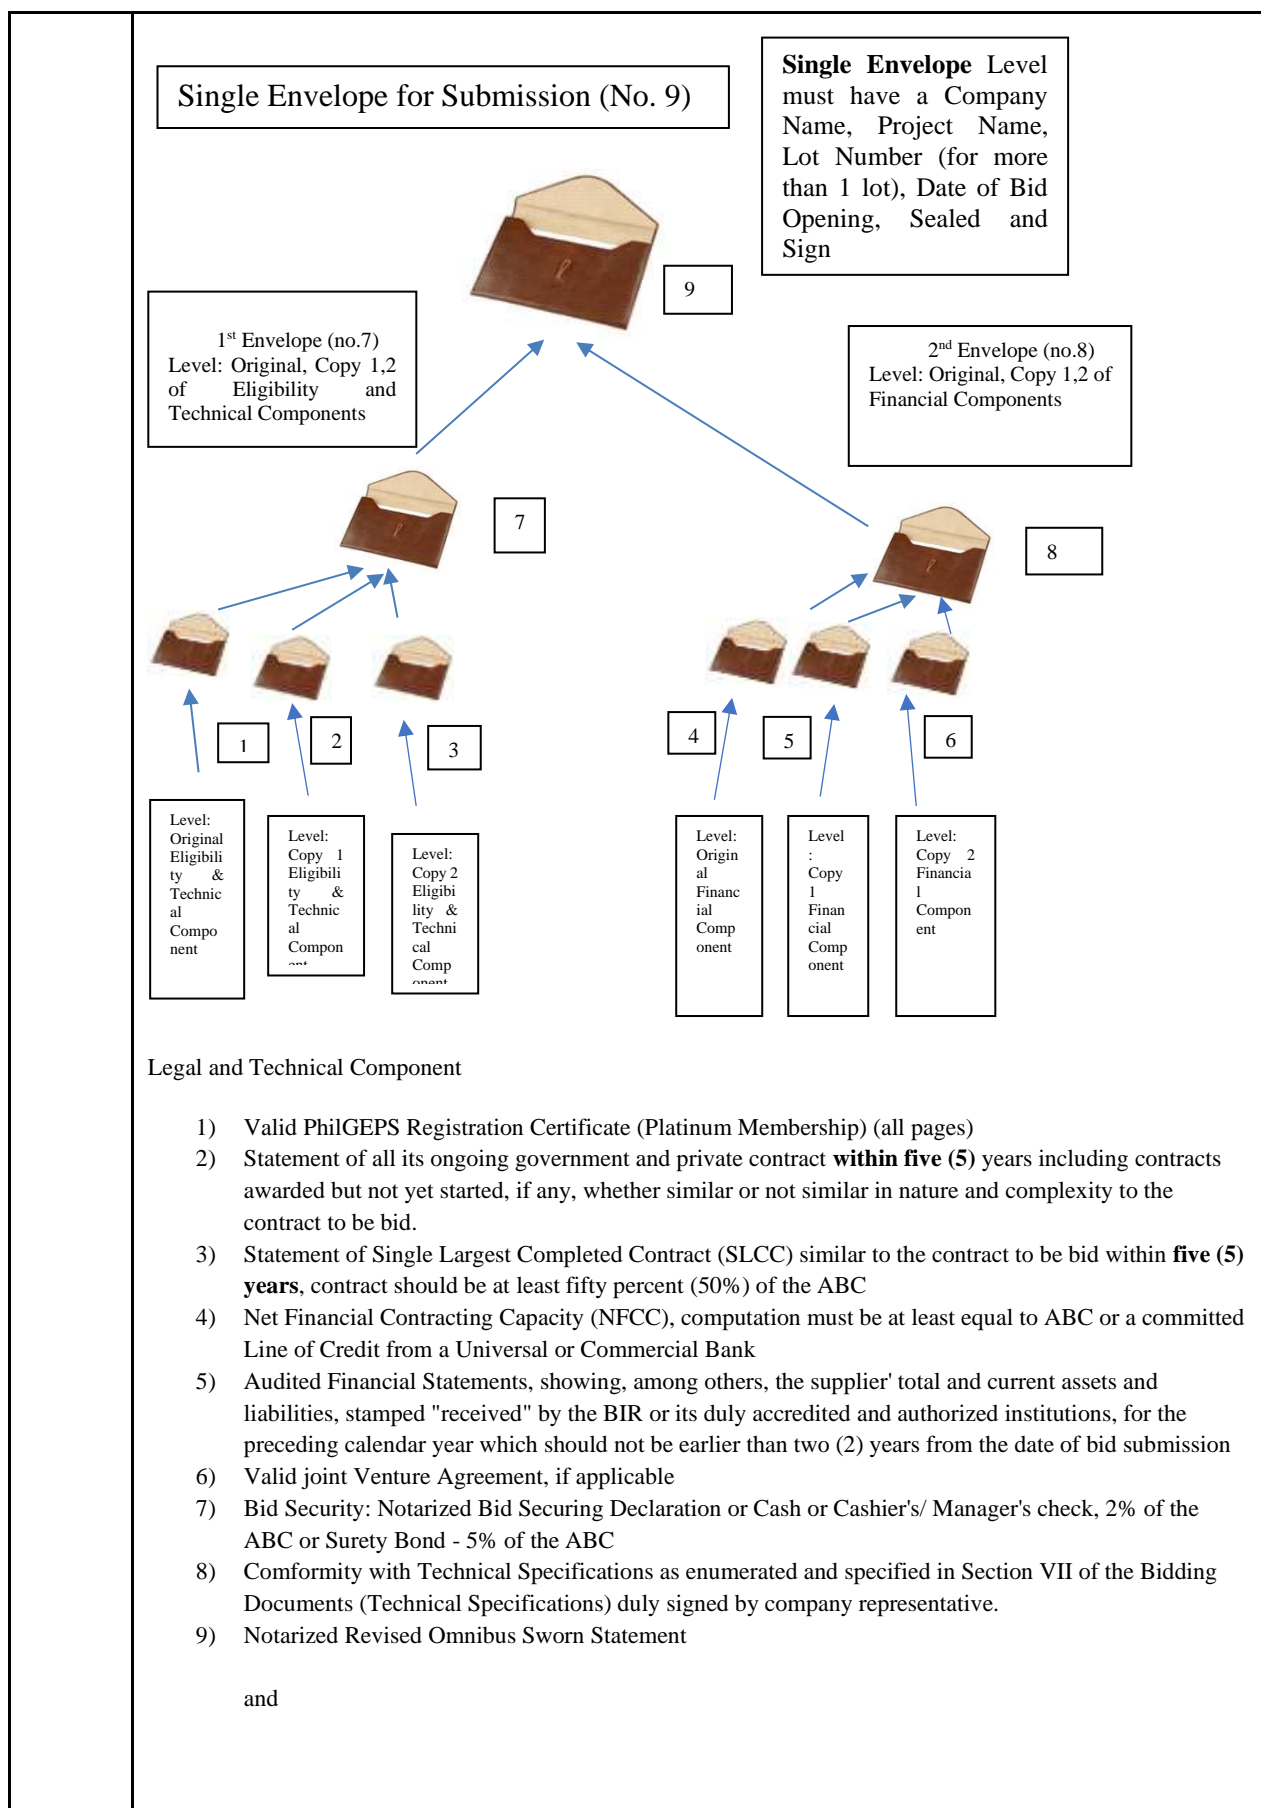 Single Envelope for Submission (No. 9)
Single Envelope Level
must have a Company
Name, Project Name,
Lot Number (for more
than 1 lot), Date of Bid
Opening, Sealed and
Sign
9
1st Envelope (no.7)
Level: Original, Copy 1,2
of Eligibility and
Technical Components
2nd Envelope (no.8)
Level: Original, Copy 1,2 of
Financial Components
7
8
1
2
3
4
5
6
Level:
Original
Eligibili
ty &
Technic
al
Compo
nent
Level:
Copy 1
Eligibili
ty &
Technic
al
Compon
ent
Level:
Copy 2
Eligibi
lity &
Techni
cal
Comp
onent
Level:
Origin
al
Financ
ial
Comp
onent
Level
:
Copy
1
Finan
cial
Comp
onent
Level:
Copy 2
Financia
l
Compon
ent
Legal and Technical Component
1) Valid PhilGEPS Registration Certificate (Platinum Membership) (all pages)
2) Statement of all its ongoing government and private contract within five (5) years including contracts
awarded but not yet started, if any, whether similar or not similar in nature and complexity to the
contract to be bid.
3) Statement of Single Largest Completed Contract (SLCC) similar to the contract to be bid within five (5)
years, contract should be at least fifty percent (50%) of the ABC
4) Net Financial Contracting Capacity (NFCC), computation must be at least equal to ABC or a committed
Line of Credit from a Universal or Commercial Bank
5) Audited Financial Statements, showing, among others, the supplier' total and current assets and
liabilities, stamped "received" by the BIR or its duly accredited and authorized institutions, for the
preceding calendar year which should not be earlier than two (2) years from the date of bid submission
6) Valid joint Venture Agreement, if applicable
7) Bid Security: Notarized Bid Securing Declaration or Cash or Cashier's/ Manager's check, 2% of the
ABC or Surety Bond - 5% of the ABC
8) Comformity with Technical Specifications as enumerated and specified in Section VII of the Bidding
Documents (Technical Specifications) duly signed by company representative.
9) Notarized Revised Omnibus Sworn Statement
and